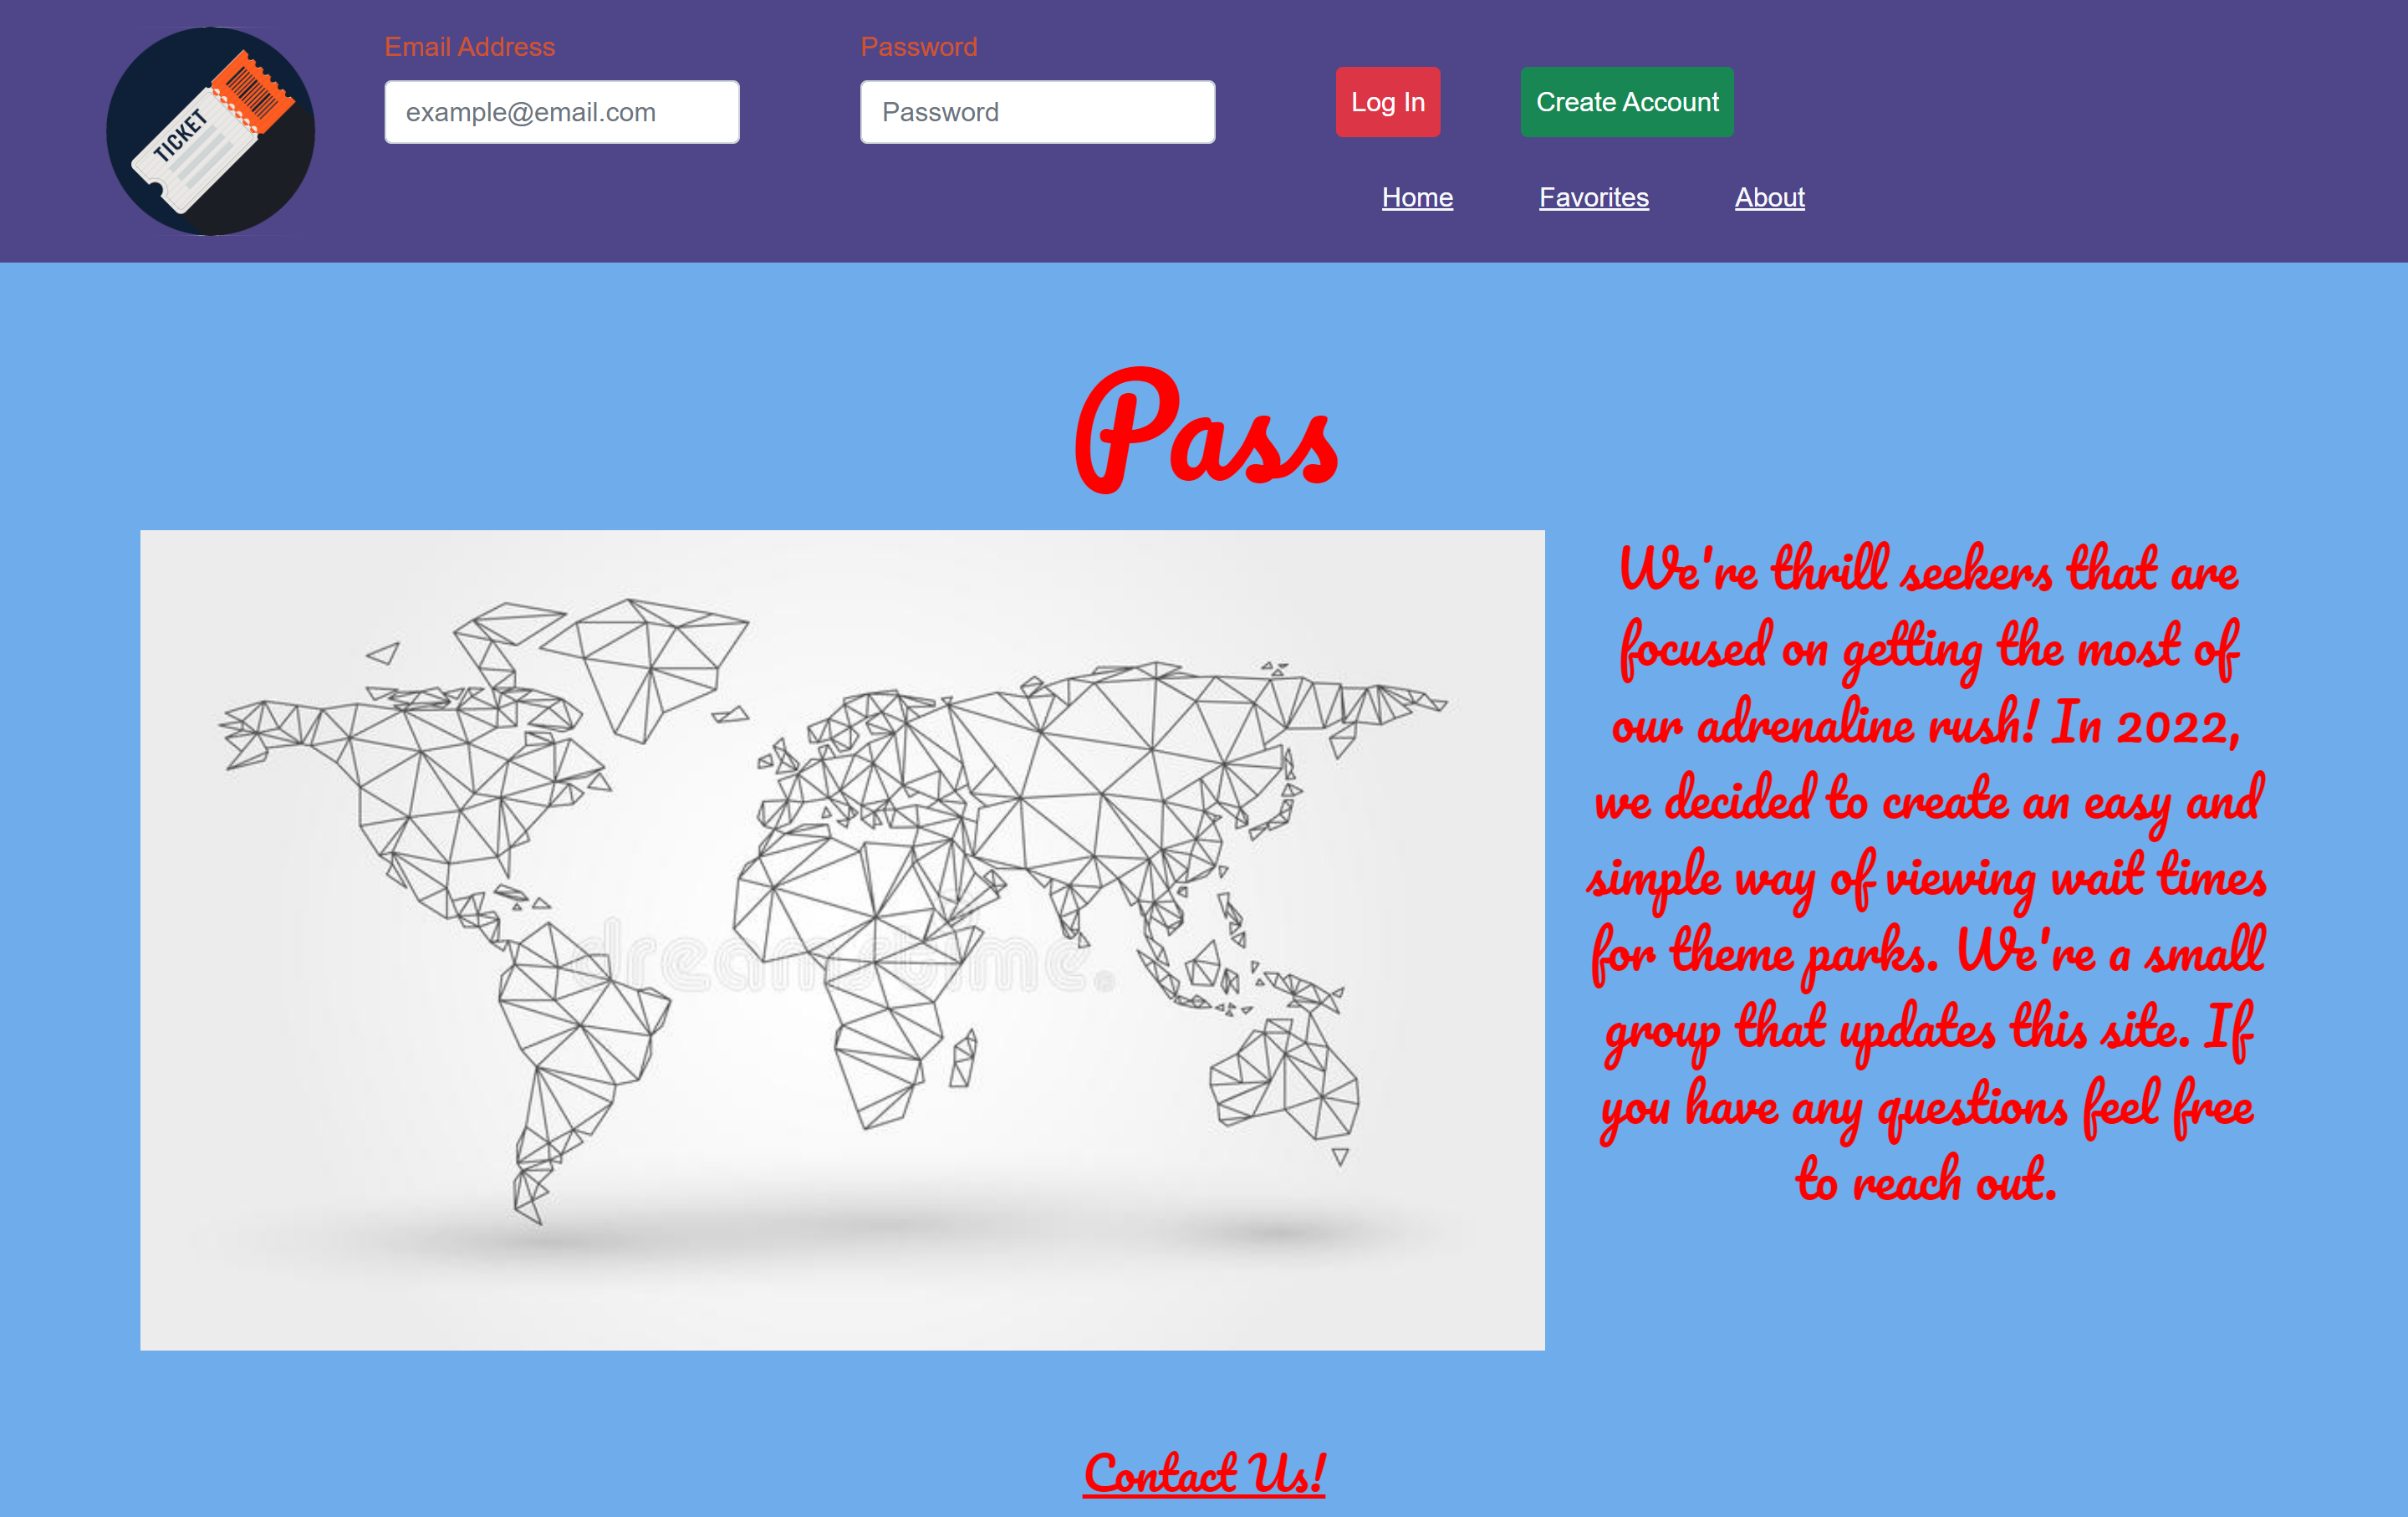 Email Address
Password
example@email.com
Password
Log In
Create Account
TICKET
Home
Favorites
About
Pass
We're thrill seekers that are
focused on getting the most of
our adrenaline rush! In 2022,
we decided to create an easy and
simple way of viewing wait times
for theme parks. We're a small
group that updates this site. If
you have any questions feel free
to reach out.
dreamstime.
Contact Us!